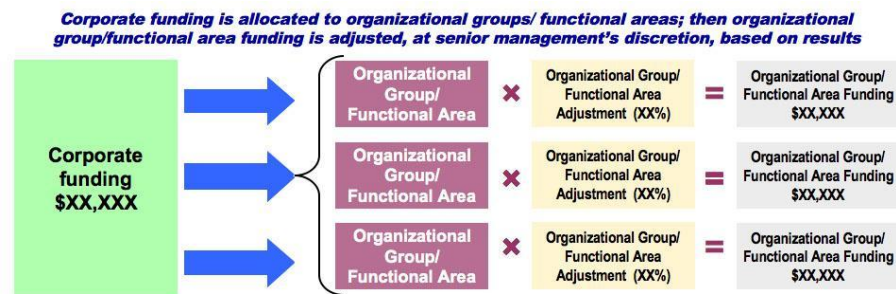 Corporate funding is allocated to organizational groups/ functional areas; then organizational
group/functional area funding is adjusted, at senior management's discretion, based on results
Corporate
funding
$XX,XXX
Organizational
Group/
Functional Area
×
Organizational Group/
Functional Area
Adjustment (XX%)
=
Organizational Group/
Functional Area Funding
$XX,XXX
Organizational
Group/
Functional Area
×
Organizational Group/
Functional Area
Adjustment (XX%)
=
Organizational Group/
Functional Area Funding
$XX,XXX
Organizational
Group/
Functional Area
×
Organizational Group/
Functional Area
Adjustment (XX%)
=
Organizational Group/
Functional Area Funding
$XX,XXX